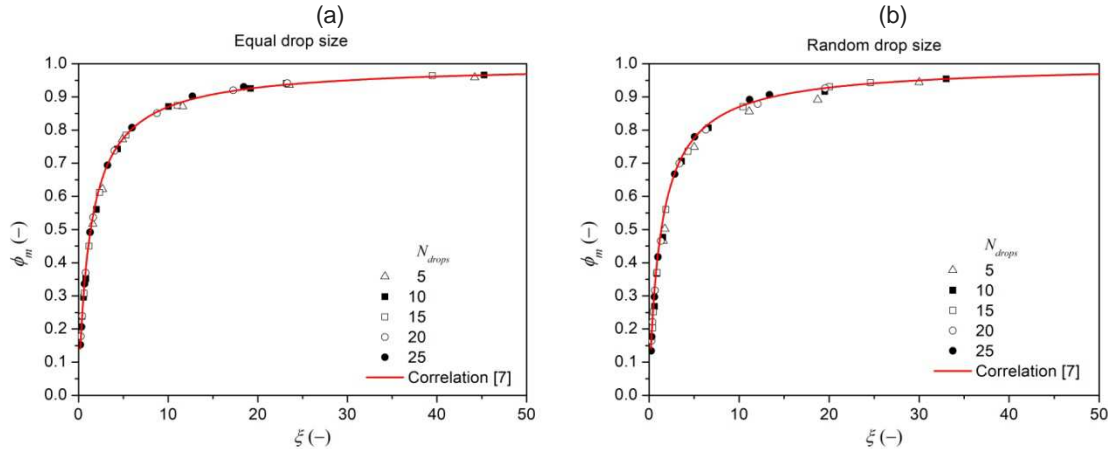 (a)
Equal drop size
1.0
0.9
0.8
0.7
0.6
0.5
0.4
0.3
0.2
0.1
0.0
ϕm (–)
Ndrops
5
10
15
20
25
Correlation [7]
0 10 20 30 40 50
ξ (–)
(b)
Random drop size
1.0
0.9
0.8
0.7
0.6
0.5
0.4
0.3
0.2
0.1
0.0
ϕm (–)
Ndrops
5
10
15
20
25
Correlation [7]
0 10 20 30 40 50
ξ (–)